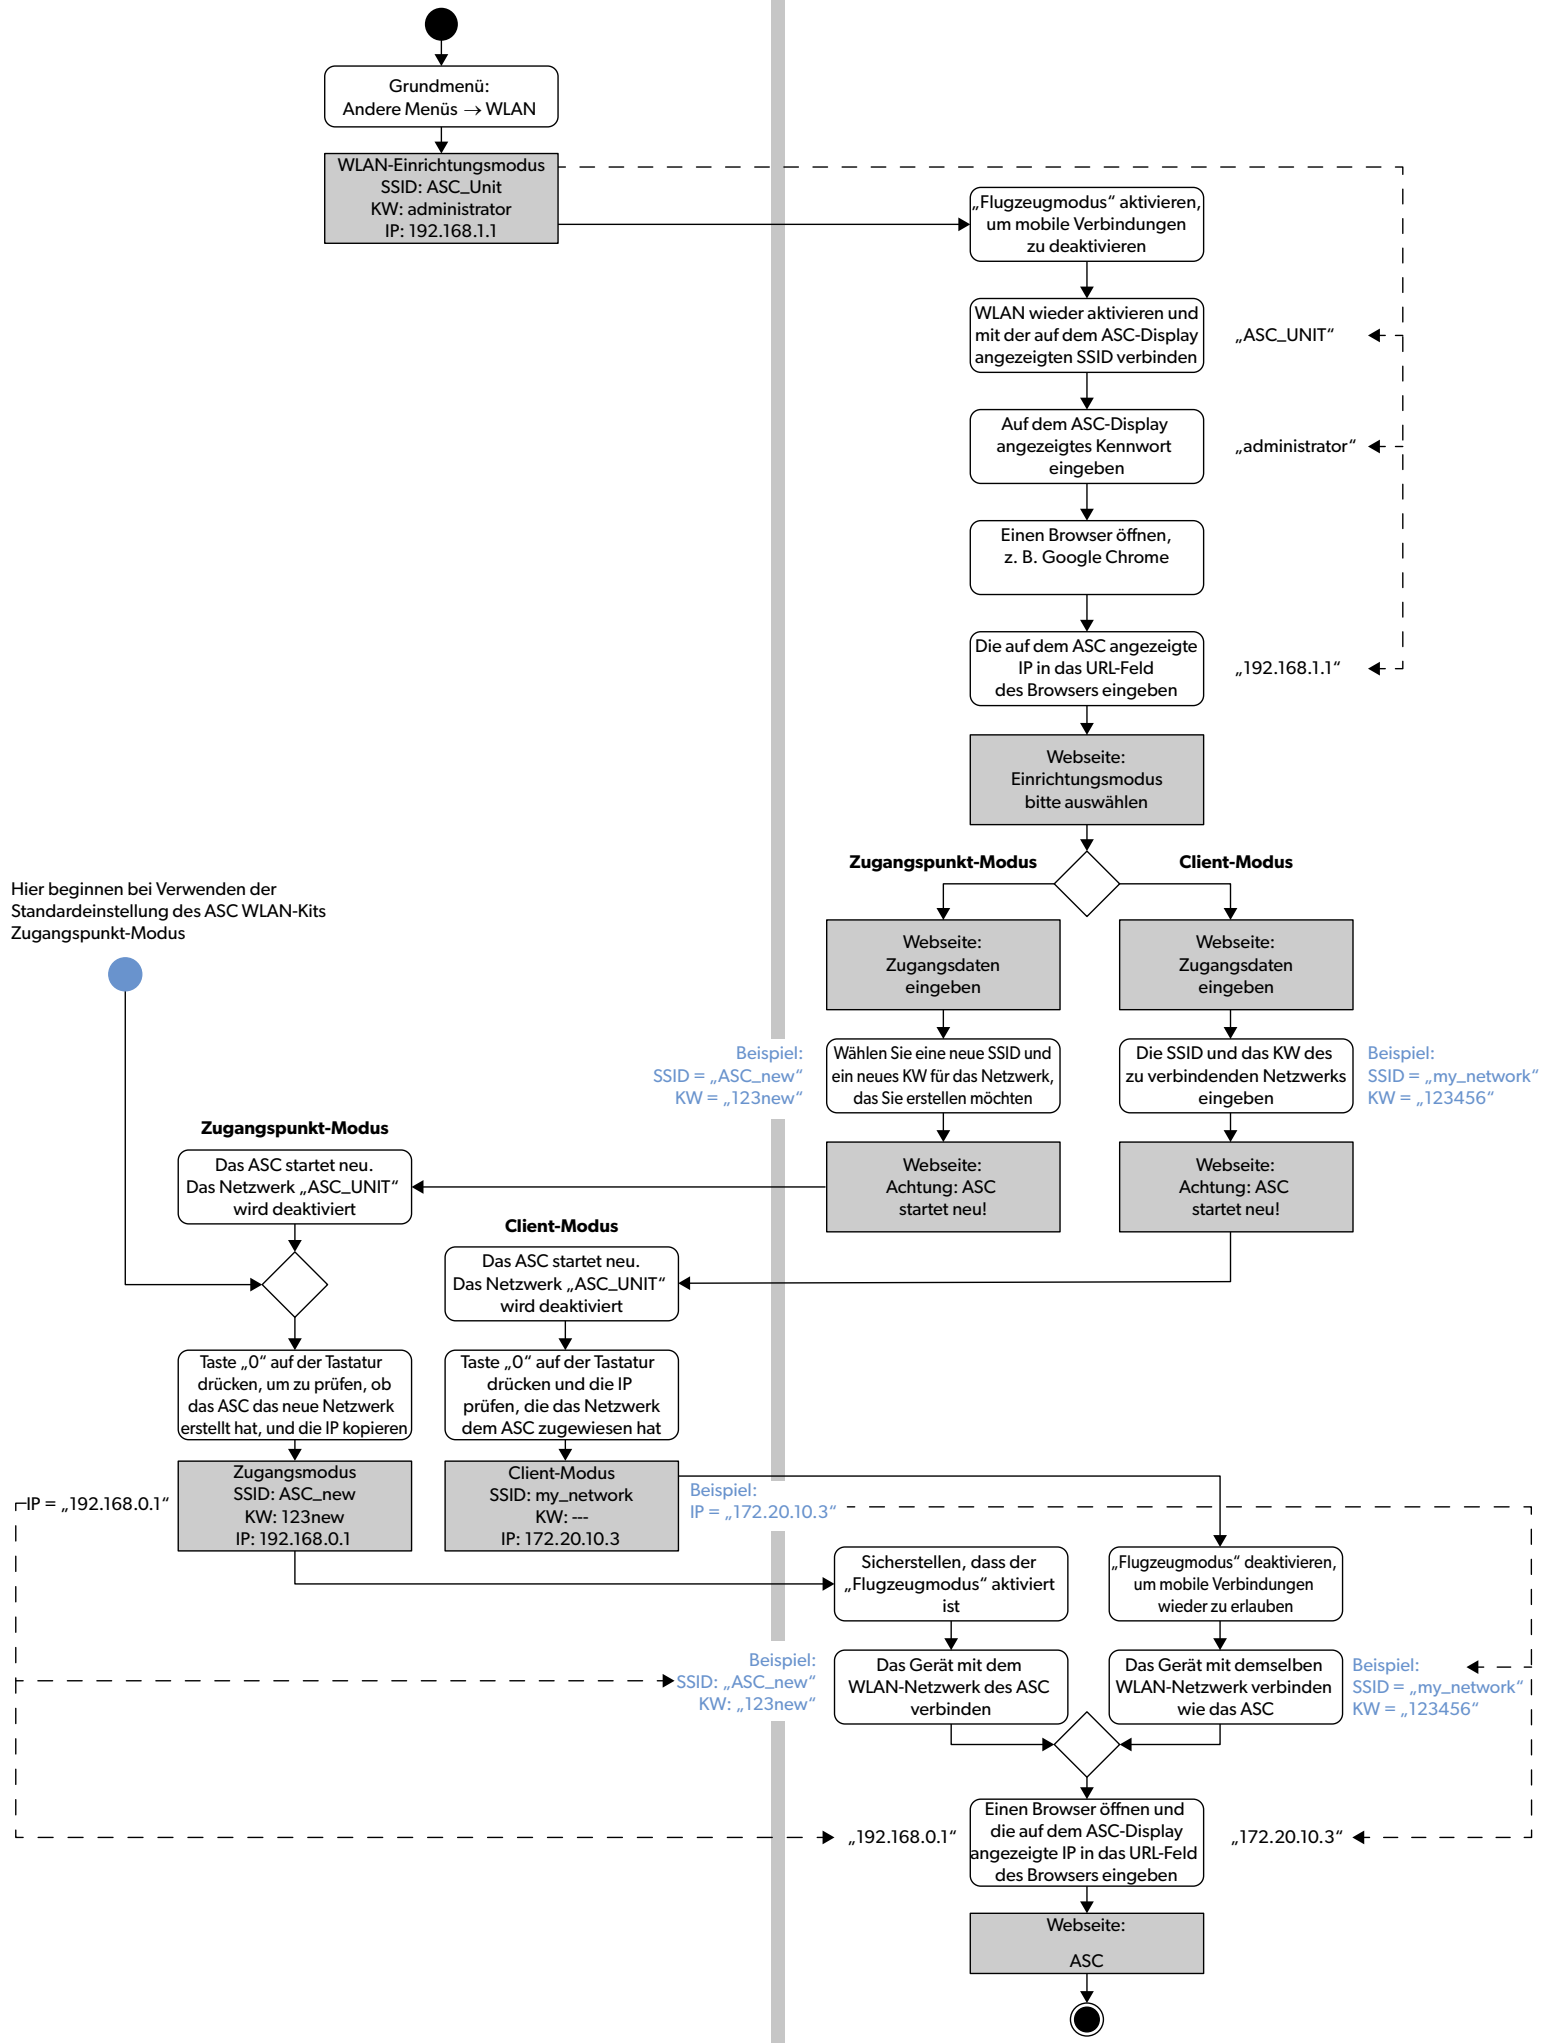 Grundmenü:
Andere Menüs → WLAN
WLAN-Einrichtungsmodus
SSID: ASC_Unit
KW: administrator
IP: 192.168.1.1
„Flugzeugmodus“ aktivieren,
um mobile Verbindungen
zu deaktivieren
WLAN wieder aktivieren und
mit der auf dem ASC-Display
angezeigten SSID verbinden
„ASC_UNIT“
Auf dem ASC-Display
angezeigtes Kennwort
eingeben
„administrator“
Einen Browser öffnen,
z. B. Google Chrome
Die auf dem ASC angezeigte
IP in das URL-Feld
des Browsers eingeben
„192.168.1.1“
Webseite:
Einrichtungsmodus
bitte auswählen
Zugangspunkt-Modus
Client-Modus
Hier beginnen bei Verwenden der
Standardeinstellung des ASC WLAN-Kits
Zugangspunkt-Modus
Webseite:
Zugangsdaten
eingeben
Webseite:
Zugangsdaten
eingeben
Beispiel:
SSID = „ASC_new“
KW = „123new“
Wählen Sie eine neue SSID und
ein neues KW für das Netzwerk,
das Sie erstellen möchten
Die SSID und das KW des
zu verbindenden Netzwerks
eingeben
Beispiel:
SSID = „my_network“
KW = „123456“
Zugangspunkt-Modus
Das ASC startet neu.
Das Netzwerk „ASC_UNIT“
wird deaktiviert
Webseite:
Achtung: ASC
startet neu!
Webseite:
Achtung: ASC
startet neu!
Client-Modus
Das ASC startet neu.
Das Netzwerk „ASC_UNIT“
wird deaktiviert
Taste „0“ auf der Tastatur
drücken, um zu prüfen, ob
das ASC das neue Netzwerk
erstellt hat, und die IP kopieren
Taste „0“ auf der Tastatur
drücken und die IP
prüfen, die das Netzwerk
dem ASC zugewiesen hat
IP = „192.168.0.1“
Zugangsmodus
SSID: ASC_new
KW: 123new
IP: 192.168.0.1
Client-Modus
SSID: my_network
KW: ---
IP: 172.20.10.3
Beispiel:
IP = „172.20.10.3“
Sicherstellen, dass der
„Flugzeugmodus“ aktiviert
ist
„Flugzeugmodus“ deaktivieren,
um mobile Verbindungen
wieder zu erlauben
Beispiel:
SSID: „ASC_new“
KW: „123new“
Das Gerät mit dem
WLAN-Netzwerk des ASC
verbinden
Das Gerät mit demselben
WLAN-Netzwerk verbinden
wie das ASC
Beispiel:
SSID = „my_network“
KW = „123456“
„192.168.0.1“
Einen Browser öffnen und
die auf dem ASC-Display
angezeigte IP in das URL-Feld
des Browsers eingeben
„172.20.10.3“
Webseite:
ASC